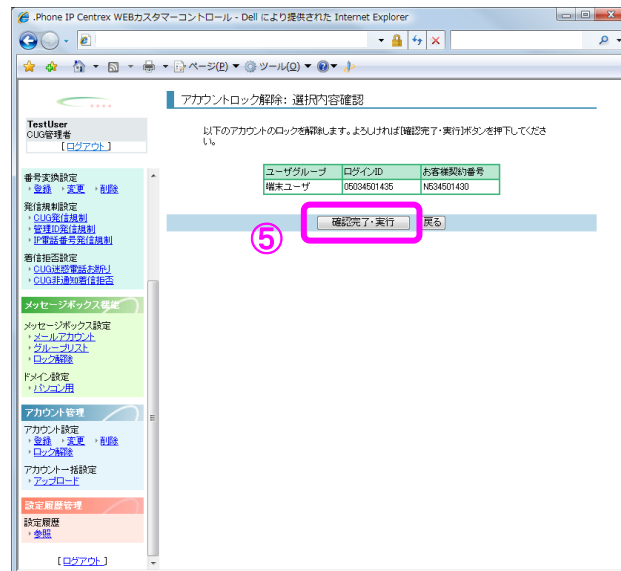 .Phone IP Centrex WEBカスタマーコントロール - Dell により提供された Internet Explorer
ページ(P) ツール(O)
アカウントロック解除: 選択内容確認
TestUser
CUG管理者
[ログアウト]
以下のアカウントのロックを解除します。よろしければ[確認完了・実行]ボタンを押下してください。
ユーザグループ ログインID お客様契約番号
端末ユーザ 05034501435 N534501430
確認完了・実行 戻る
⑤
番号変換設定
登録 変更 削除
発信規制設定
CUG発信規制
管理ID発信規制
IP電話番号発信規制
着信拒否設定
CUG迷惑電話お断り
CUG非通知着信拒否
メッセージボックス機能
メッセージボックス設定
メールアカウント
グループリスト
ロック解除
ドメイン設定
パソコン用
アカウント管理
アカウント設定
登録 変更 削除
ロック解除
アカウント一括設定
アップロード
設定履歴管理
設定履歴
参照
[ログアウト]